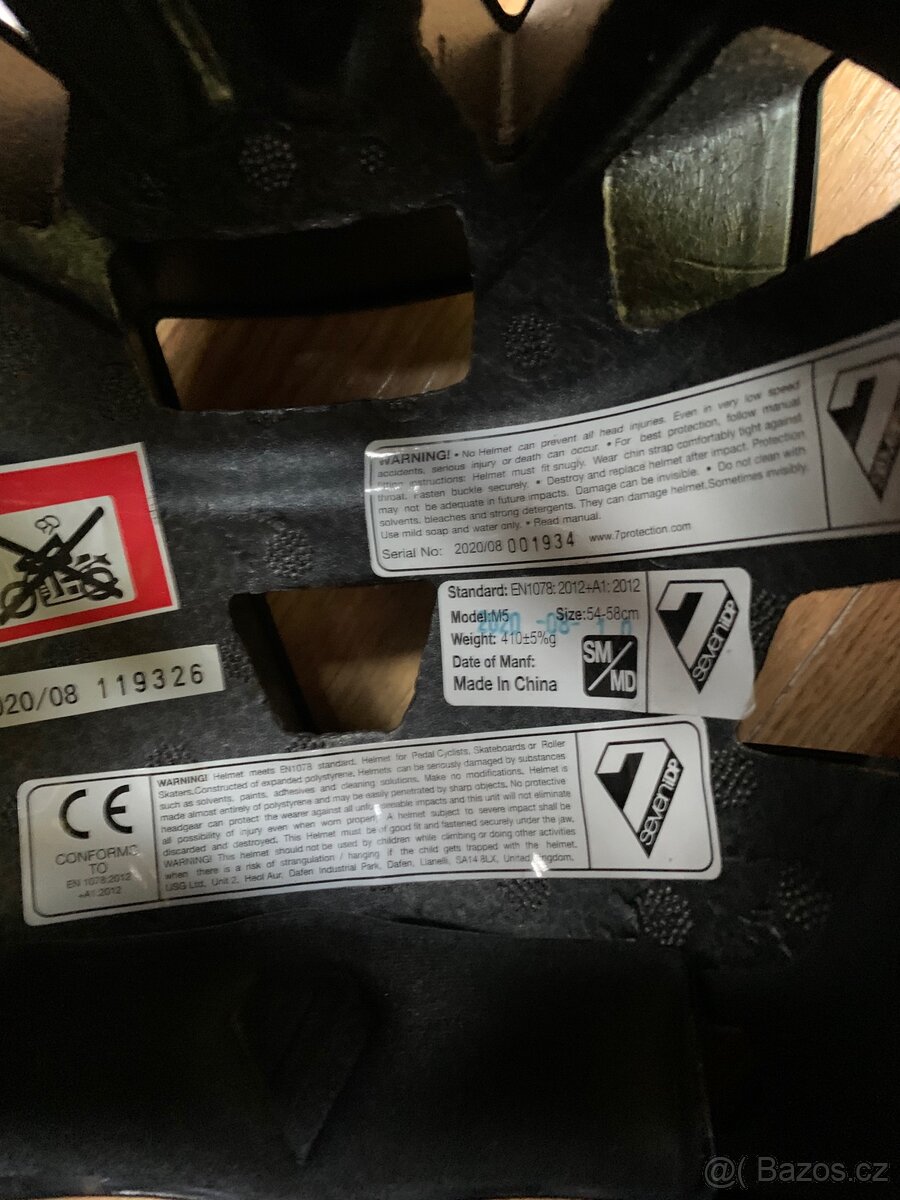 WARNING! • No Helmet can prevent all head injuries. Even in very low speed
accidents, serious injury or death can occur. • For best protection, follow manual
fitting instructions: Helmet must fit snugly. Wear chin strap comfortably tight against
throat. Fasten buckle securely. • Destroy and replace helmet after impact. Protection
may not be adequate in future impacts. Damage can be invisible. • Do not clean with
solvents, bleaches and strong detergents. They can damage helmet.Sometimes invisibly.
Use mild soap and water only. • Read manual.
Serial No: 2020/08 001934 www.7protection.com
7
Standard: EN1078: 2012+A1: 2012
Model:M5 Size:54-58cm
2020 -08-
Weight: 410±5%g
Date of Manf:
Made In China
SM/MD
7
SEVENIDP
020/08 119326
CE
CONFORMS
TO
EN 1078:2012
+A1:2012
WARNING! Helmet meets EN1078 standard. Helmet for Pedal Cyclists, Skateboards or Roller
Skaters.Constructed of expanded polystyrene. Helmets can be seriously damaged by substances
such as solvents, paints, adhesives and cleaning solutions. Make no modifications. Helmet is
made almost entirely of polystyrene and may be easily penetrated by sharp objects. No protective
headgear can protect the wearer against all impacts and this unit will not eliminate
all possibility of injury even when worn properly. A helmet subject to severe impact shall be
discarded and destroyed. This Helmet must be of good fit and fastened securely under the jaw.
WARNING! This helmet should not be used by children while climbing or doing other activities
when there is a risk of strangulation / hanging if the child gets trapped with the helmet.
USG Ltd. Unit 2, Heol Aur, Dafen Industrial Park, Dafen, Llanelli, SA14 8LX, United Kingdom.
7
SEVENIDP
@( Bazos.cz